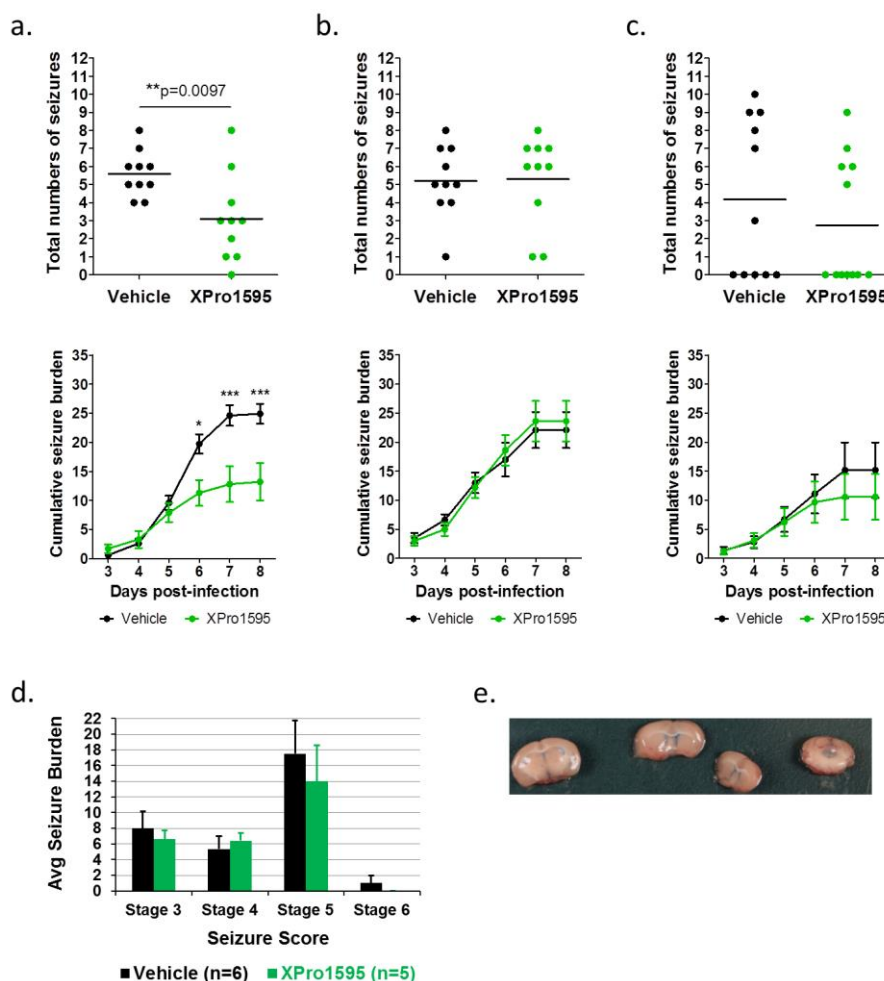 a.
Total numbers of seizures
12
11
10
9
8
7
6
5
4
3
2
1
0
**p=0.0097
Vehicle XPro1595
b.
Total numbers of seizures
12
11
10
9
8
7
6
5
4
3
2
1
0
Vehicle XPro1595
c.
Total numbers of seizures
12
11
10
9
8
7
6
5
4
3
2
1
0
Vehicle XPro1595
Cumulative seizure burden
35
30
25
20
15
10
5
0
* *** ***
3 4 5 6 7 8
Days post-infection
Vehicle XPro1595
Cumulative seizure burden
35
30
25
20
15
10
5
0
3 4 5 6 7 8
Days post-infection
Vehicle XPro1595
Cumulative seizure burden
35
30
25
20
15
10
5
0
3 4 5 6 7 8
Days post-infection
Vehicle XPro1595
d.
Avg Seizure Burden
22
20
18
16
14
12
10
8
6
4
2
0
Stage 3 Stage 4 Stage 5 Stage 6
Seizure Score
Vehicle (n=6) XPro1595 (n=5)
e.